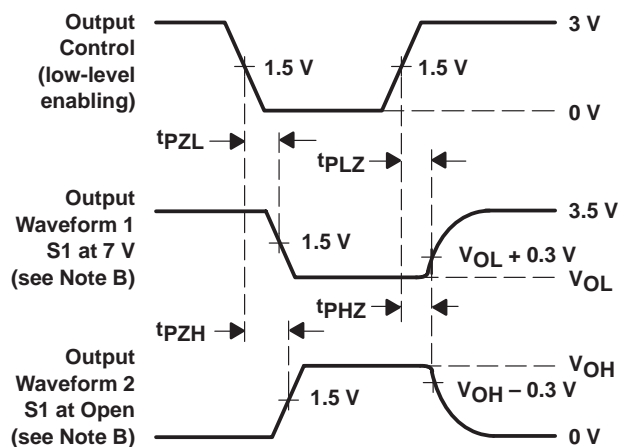 Output
Control
(low-level
enabling)
1.5 V
1.5 V
3 V
0 V
tPZL
tPLZ
Output
Waveform 1
S1 at 7 V
(see Note B)
1.5 V
3.5 V
VOL + 0.3 V
VOL
tPZH
tPHZ
Output
Waveform 2
S1 at Open
(see Note B)
1.5 V
VOH
VOH – 0.3 V
0 V